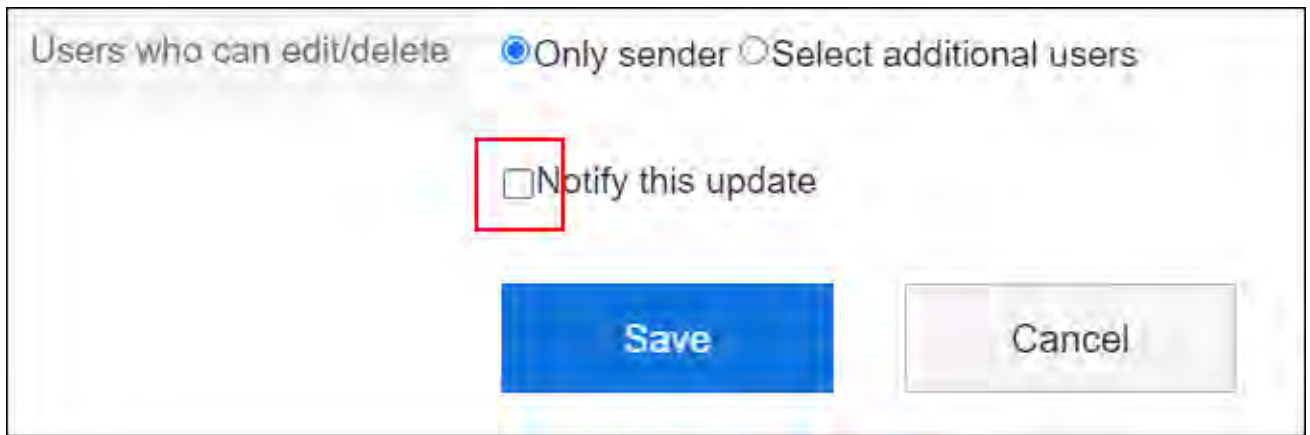 Users who can edit/delete Only sender Select additional users
Notify this update
Save Cancel